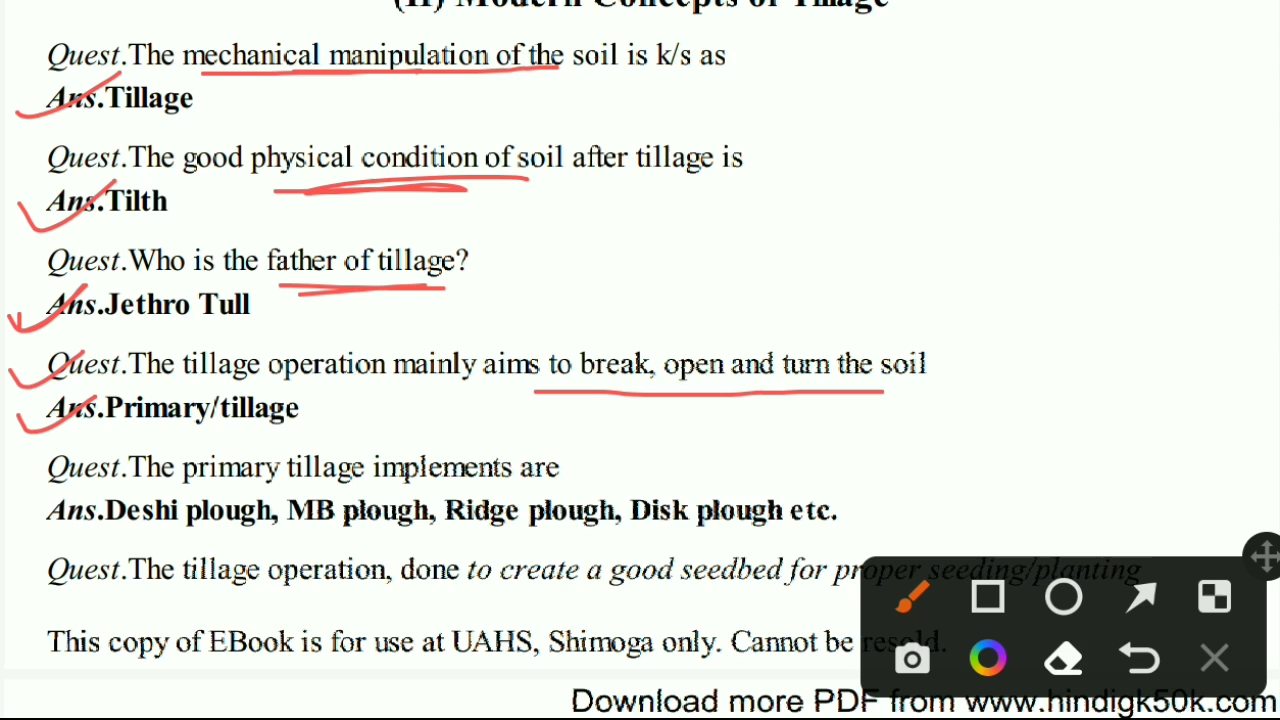 (II) Modern Concepts of Tillage
Quest.The mechanical manipulation of the soil is k/s as
Ans.Tillage
Quest.The good physical condition of soil after tillage is
Ans.Tilth
Quest.Who is the father of tillage?
Ans.Jethro Tull
Quest.The tillage operation mainly aims to break, open and turn the soil
Ans.Primary/tillage
Quest.The primary tillage implements are
Ans.Deshi plough, MB plough, Ridge plough, Disk plough etc.
Quest.The tillage operation, done to create a good seedbed for proper seeding/planting
This copy of EBook is for use at UAHS, Shimoga only. Cannot be resold.
Download more PDF from www.hindigk50k.com